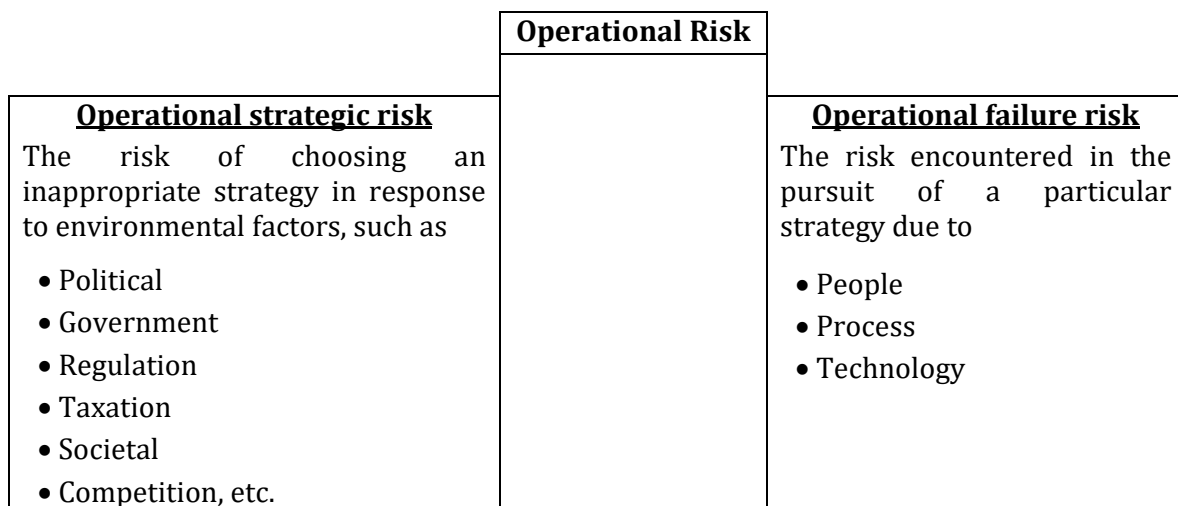 Operational Risk
Operational strategic risk
The risk of choosing an
inappropriate strategy in response
to environmental factors, such as
• Political
• Government
• Regulation
• Taxation
• Societal
• Competition, etc.
Operational failure risk
The risk encountered in the
pursuit of a particular
strategy due to
• People
• Process
• Technology